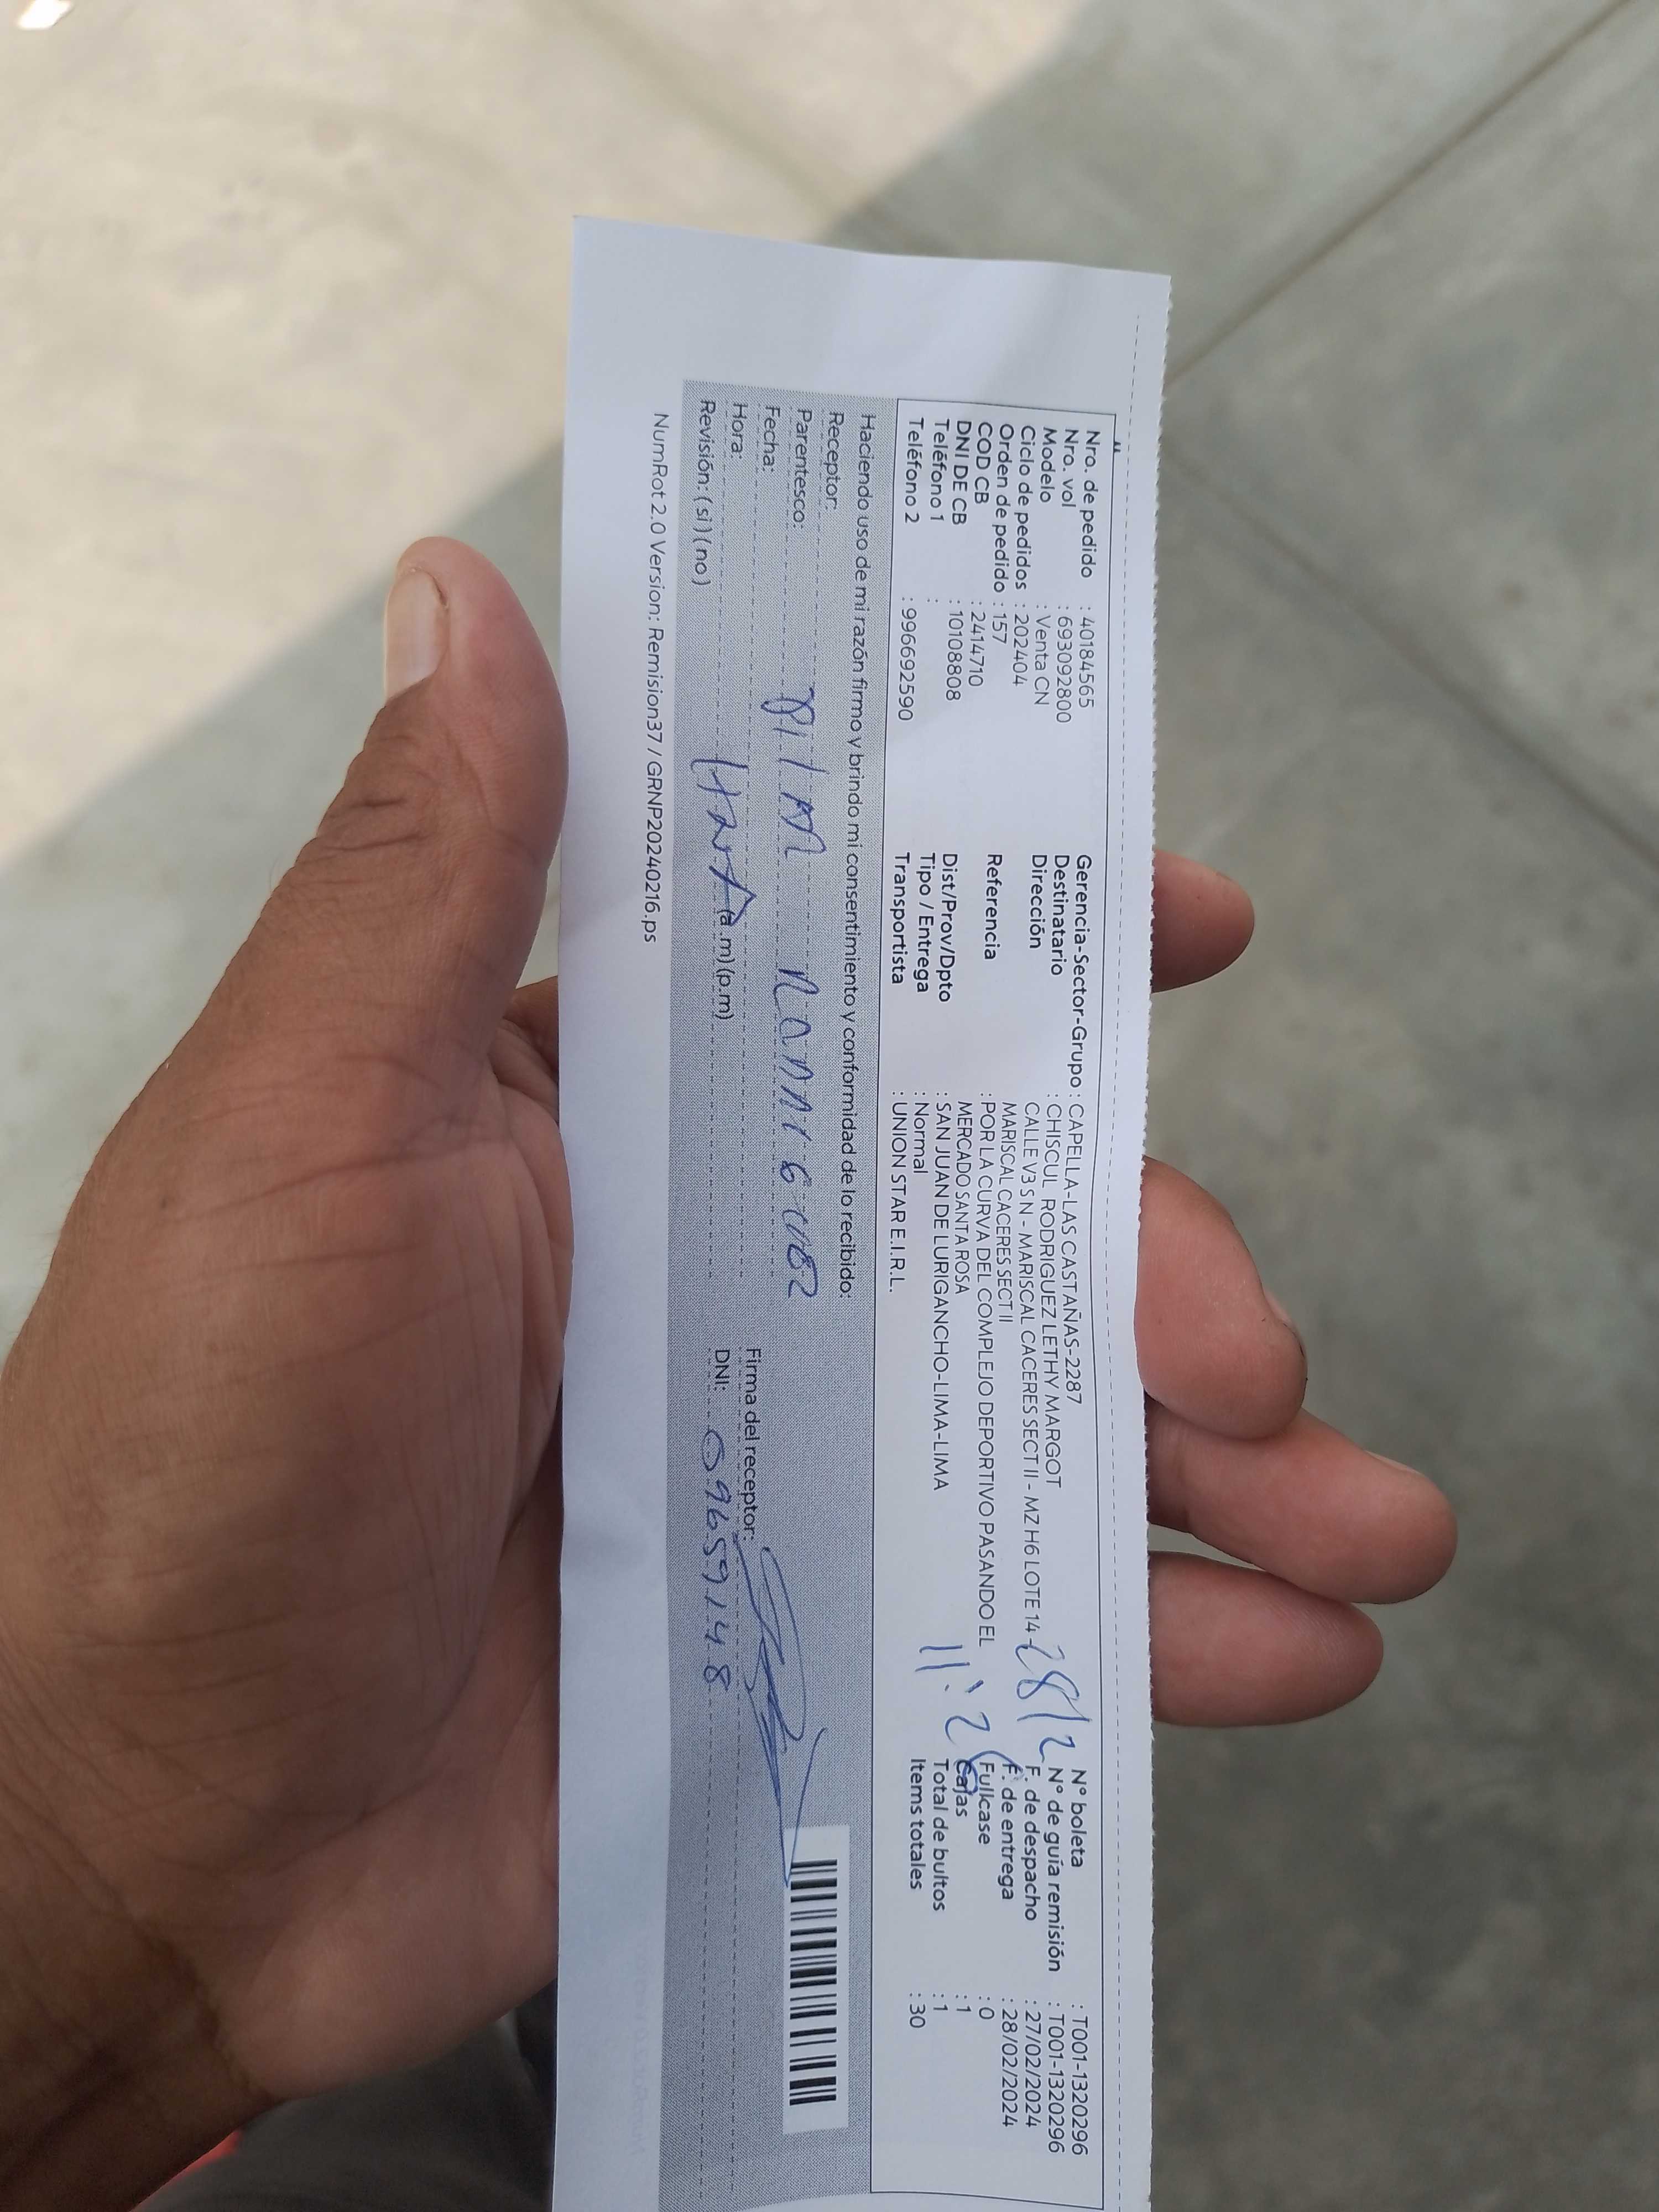 Nro. de pedido : 40184565
Nro. vol : 693092800
Modelo : Venta CN
Ciclo de pedidos : 202404
Orden de pedido : 157
COD CB : 2414710
DNI DE CB : 10108808
Teléfono 1 :
Teléfono 2 : 996692590
Gerencia-Sector-Grupo : CAPELLA-LAS CASTAÑAS-2287
Destinatario : CHISCUL RODRIGUEZ LETHY MARGOT
Dirección CALLE V3 SN - MARISCAL CACERES SECT II - MZ H6 LOTE 14 -
MARISCAL CACERES SECT II
Referencia : POR LA CURVA DEL COMPLEJO DEPORTIVO PASANDO EL
MERCADO SANTA ROSA
Dist/Prov/Dpto : SAN JUAN DE LURIGANCHO-LIMA-LIMA
Tipo / Entrega : Normal
Transportista : UNION STAR E.I.R.L.
28/2
11:26
N° boleta : T001-1320296
N° de guía remisión : T001-1320296
F. de despacho : 27/02/2024
F. de entrega : 28/02/2024
Fullcase : 0
Cajas : 1
Total de bultos : 1
Items totales : 30
Haciendo uso de mi razón firmo y brindo mi consentimiento y conformidad de lo recibido:
Receptor:
Parentesco:
Fecha:
Hora: (a.m)(p.m)
Revisión: (si) (no)
Firma del receptor:
DNI: 09659148
NumRot 2.0 Version: Remision37 / GRNP20240216.ps